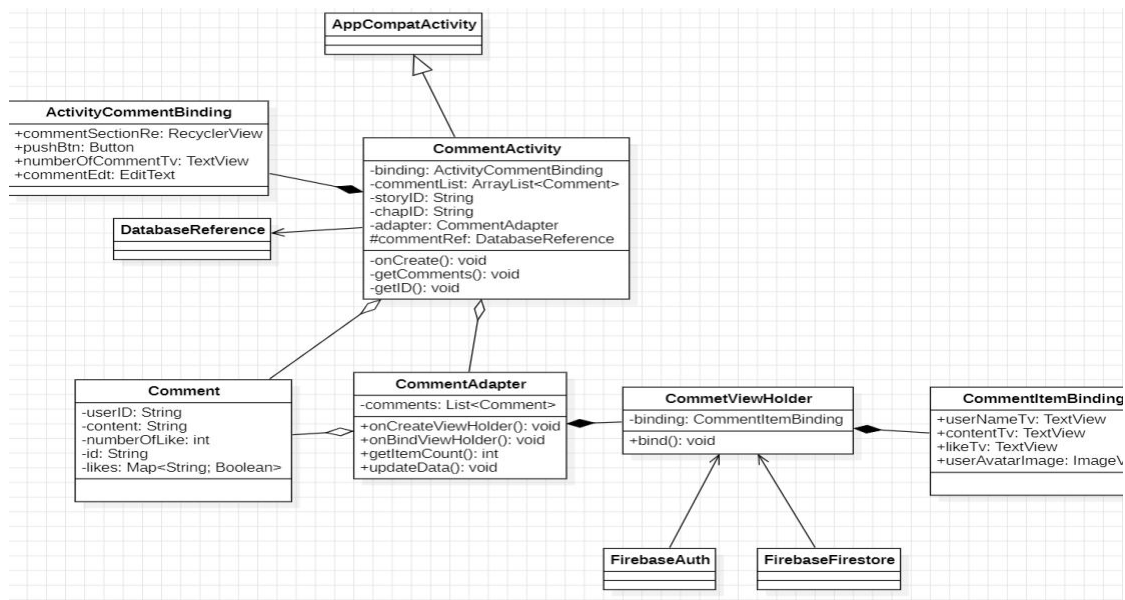 AppCompatActivity
ActivityCommentBinding
+commentSectionRe: RecyclerView
+pushBtn: Button
+numberOfCommentTv: TextView
+commentEdt: EditText
CommentActivity
-binding: ActivityCommentBinding
-commentList: ArrayList<Comment>
-storyID: String
-chapID: String
-adapter: CommentAdapter
#commentRef: DatabaseReference
-onCreate(): void
-getComments(): void
-getID(): void
DatabaseReference
Comment
-userID: String
-content: String
-numberOfLike: int
-id: String
-likes: Map<String; Boolean>
CommentAdapter
-comments: List<Comment>
+onCreateViewHolder(): void
+onBindViewHolder(): void
+getItemCount(): int
+updateData(): void
CommetViewHolder
-binding: CommentItemBinding
+bind(): void
CommentItemBinding
+userNameTv: TextView
+contentTv: TextView
+likeTv: TextView
+userAvatarImage: ImageV
FirebaseAuth
FirebaseFirestore